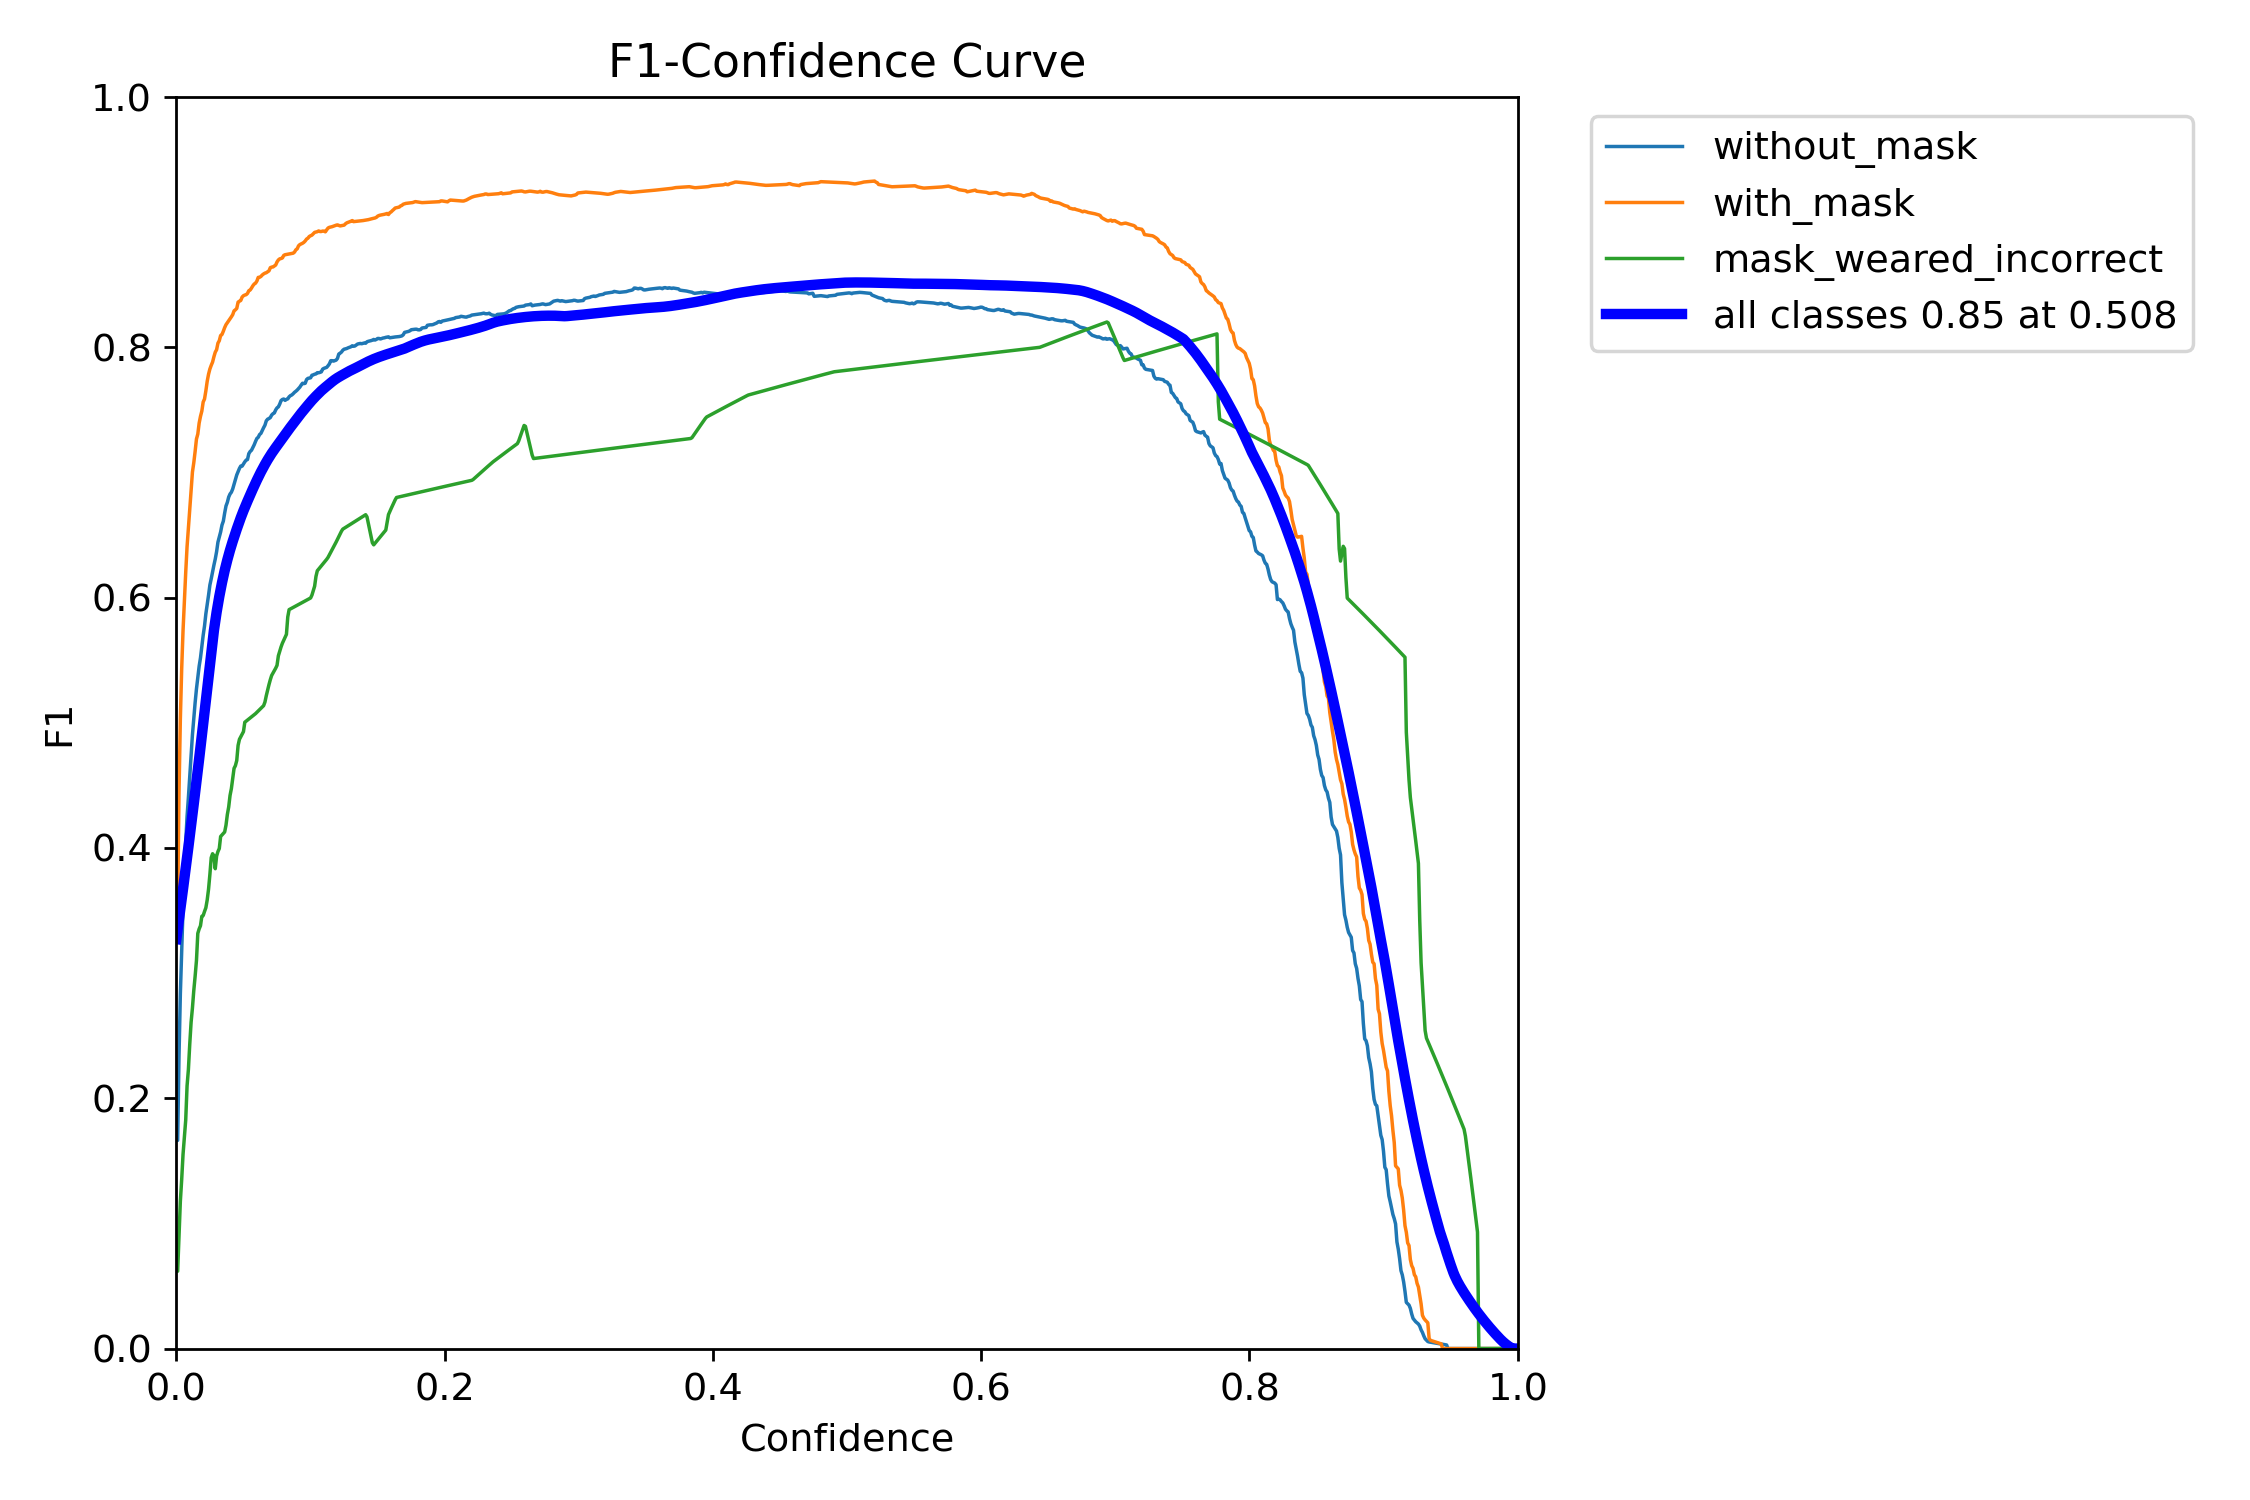 F1-Confidence Curve
1.0
0.8
0.6
0.4
0.2
0.0
F1
0.0 0.2 0.4 0.6 0.8 1.0
Confidence
without_mask
with_mask
mask_weared_incorrect
all classes 0.85 at 0.508